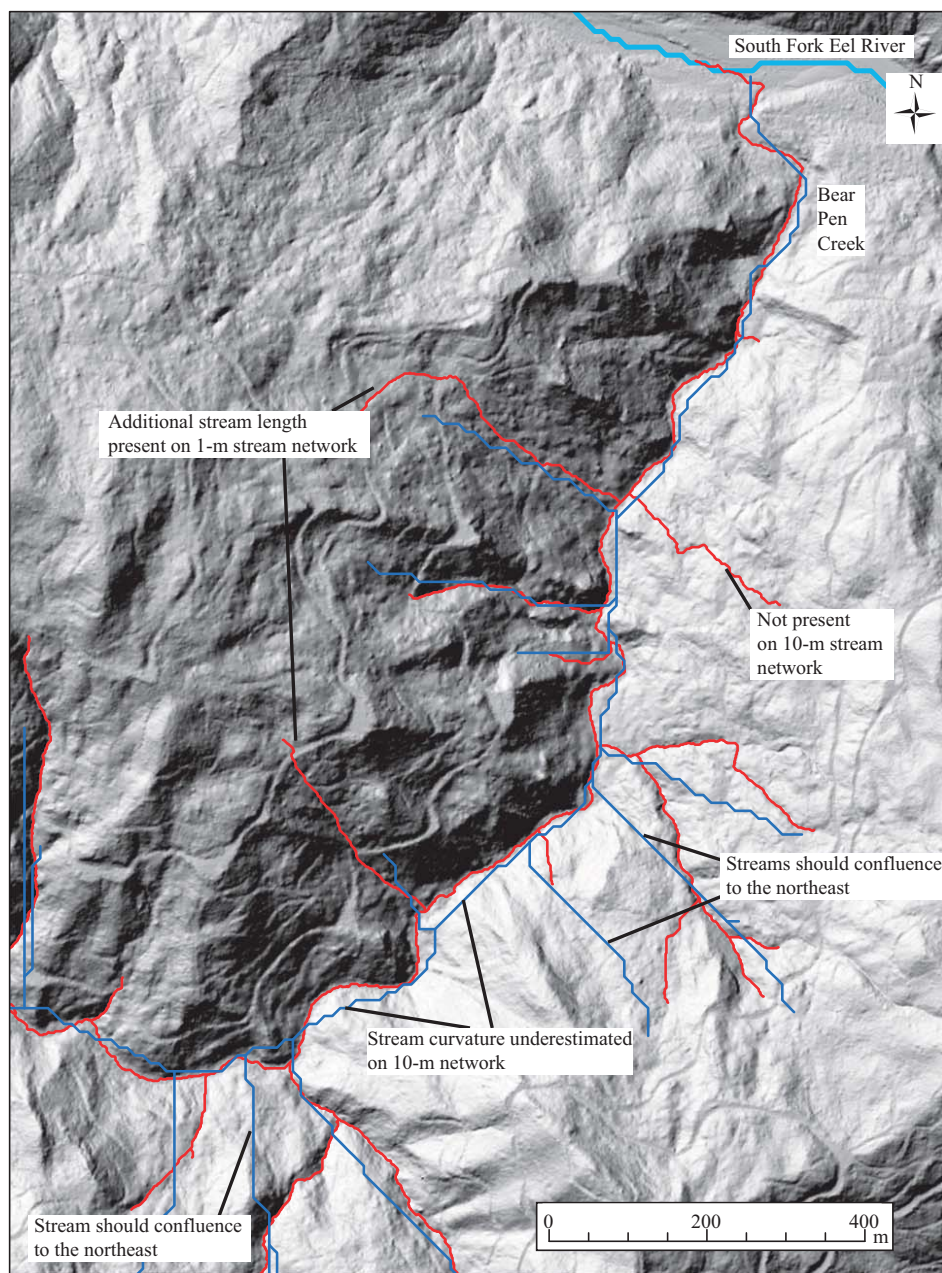 South Fork Eel River
N
Bear
Pen
Creek
Additional stream length
present on 1-m stream network
Not present
on 10-m stream
network
Streams should confluence
to the northeast
Stream curvature underestimated
on 10-m network
Stream should confluence
to the northeast
0 200 400
m